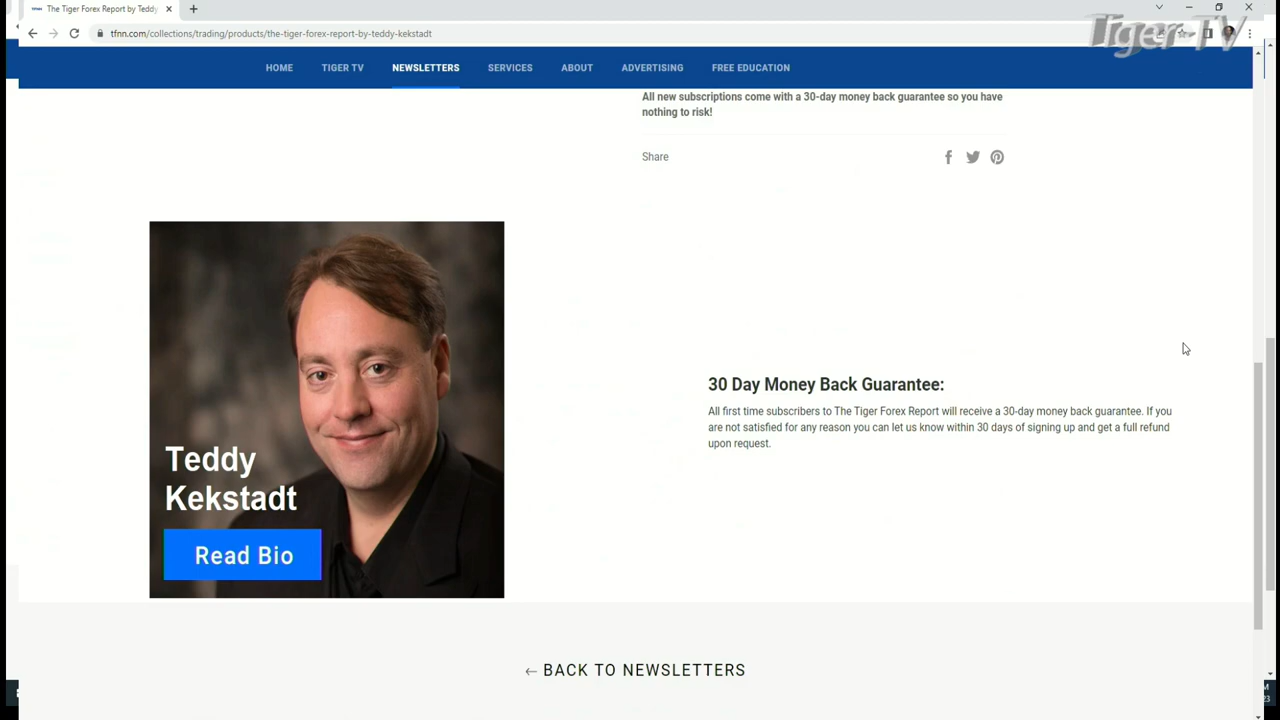 The Tiger Forex Report by Teddy
Tiger TV
tfnn.com/collections/trading/products/the-tiger-forex-report-by-teddy-kekstadt
HOME TIGER TV NEWSLETTERS SERVICES ABOUT ADVERTISING FREE EDUCATION
All new subscriptions come with a 30-day money back guarantee so you have
nothing to risk!
Share
Teddy
Kekstadt
Read Bio
30 Day Money Back Guarantee:
All first time subscribers to The Tiger Forex Report will receive a 30-day money back guarantee. If you
are not satisfied for any reason you can let us know within 30 days of signing up and get a full refund
upon request.
← BACK TO NEWSLETTERS